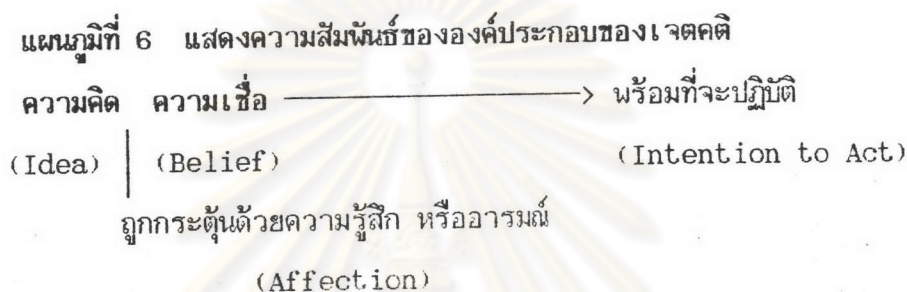 แผนภูมิที่ 6 แสดงความสัมพันธ์ขององค์ประกอบของเจตคติ
ความคิด ความเชื่อ ————> พร้อมที่จะปฏิบัติ
(Idea) (Belief) (Intention to Act)
ถูกกระตุ้นด้วยความรู้สึก หรืออารมณ์
(Affection)